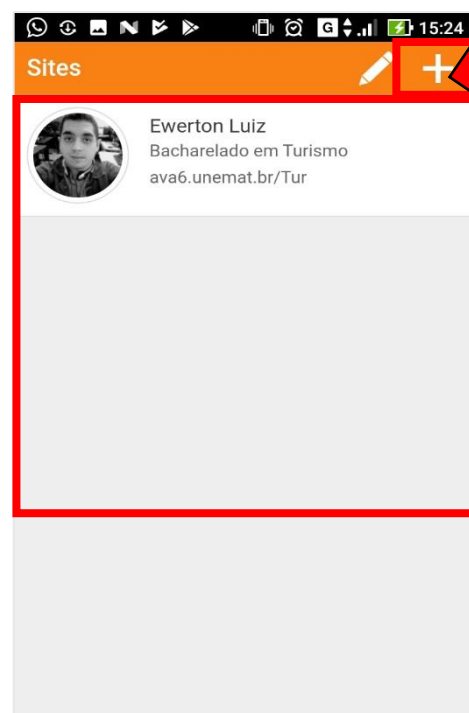 G 15:24
Sites
Ewerton Luiz
Bacharelado em Turismo
ava6.unemat.br/Tur